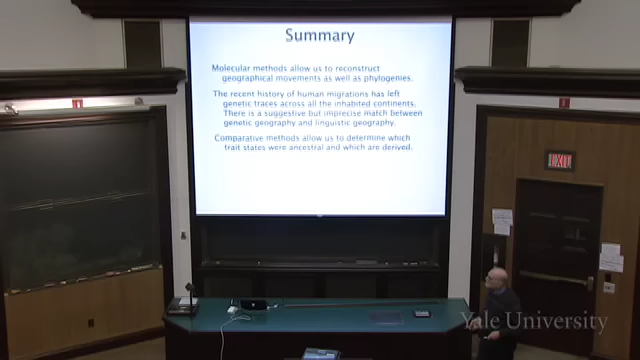 Summary
Molecular methods allow us to reconstruct
geographical movements as well as phylogenies.
The recent history of human migrations has left
genetic traces across all the inhabited continents.
There is a suggestive but imprecise match between
genetic geography and linguistic geography.
Comparative methods allow us to determine which
trait states were ancestral and which are derived.
EXIT
Yale University